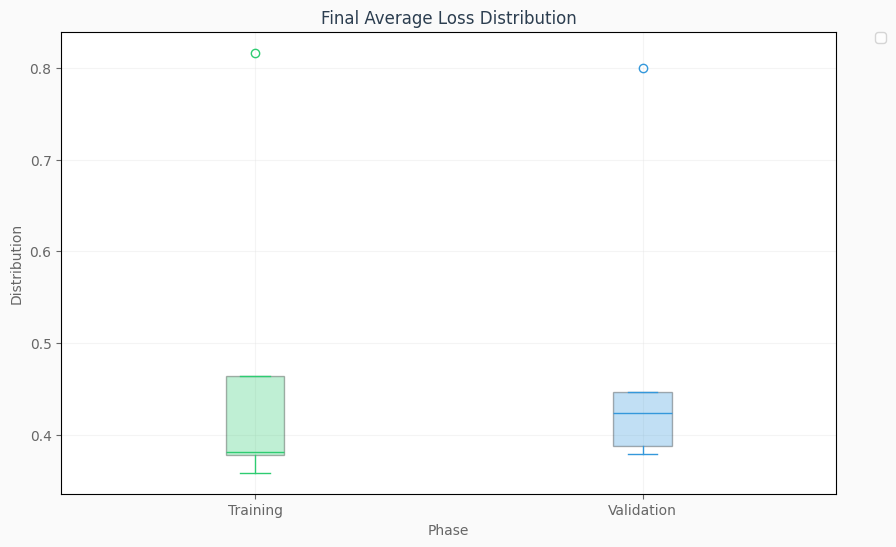 Final Average Loss Distribution
0.8
0.7
0.6
0.5
0.4
Distribution
Training
Validation
Phase